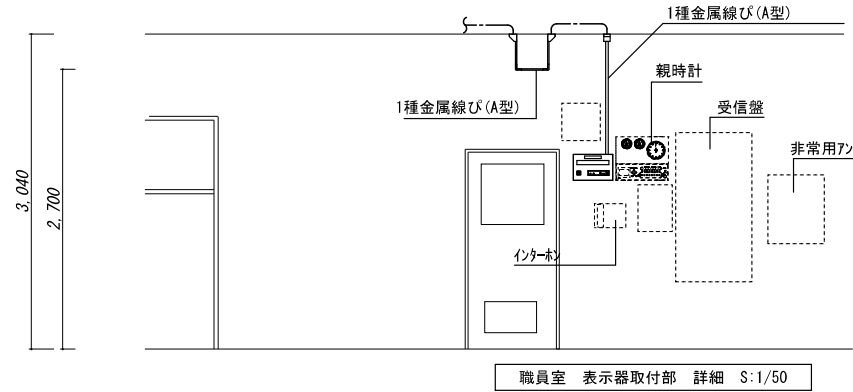 1種金属線ぴ(A型)
親時計
1種金属線ぴ(A型)
受信盤
非常用アン
3,040
2,700
インターホン
職員室 表示器取付部 詳細 S:1/50